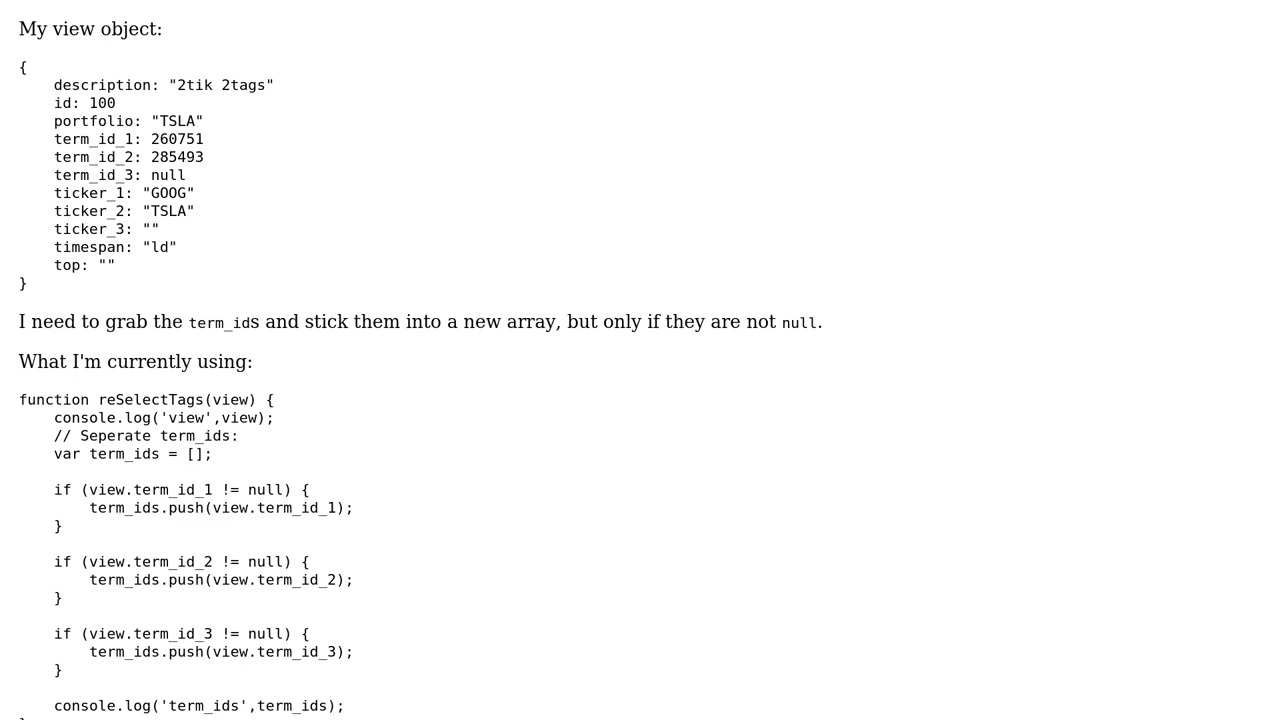 My view object:
{
    description: "2tik 2tags"
    id: 100
    portfolio: "TSLA"
    term_id_1: 260751
    term_id_2: 285493
    term_id_3: null
    ticker_1: "GOOG"
    ticker_2: "TSLA"
    ticker_3: ""
    timespan: "ld"
    top: ""
}
I need to grab the term_ids and stick them into a new array, but only if they are not null.
What I'm currently using:
function reSelectTags(view) {
    console.log('view',view);
    // Seperate term_ids:
    var term_ids = [];
    if (view.term_id_1 != null) {
        term_ids.push(view.term_id_1);
    }
    if (view.term_id_2 != null) {
        term_ids.push(view.term_id_2);
    }
    if (view.term_id_3 != null) {
        term_ids.push(view.term_id_3);
    }
    console.log('term_ids',term_ids);